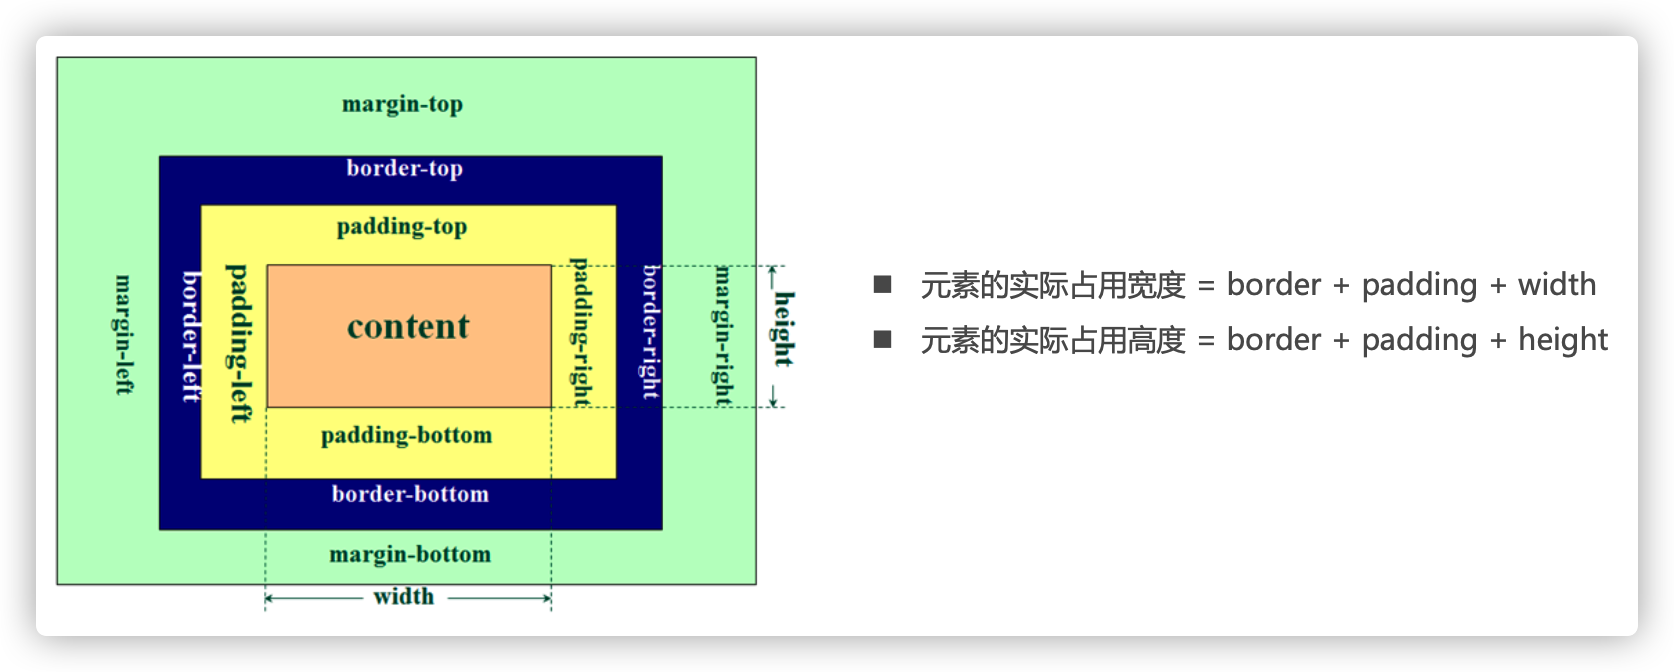 margin-top
border-top
padding-top
margin-left
border-left
padding-left
content
padding-right
border-right
margin-right
height
padding-bottom
border-bottom
margin-bottom
width
■ 元素的实际占用宽度 = border + padding + width
■ 元素的实际占用高度 = border + padding + height